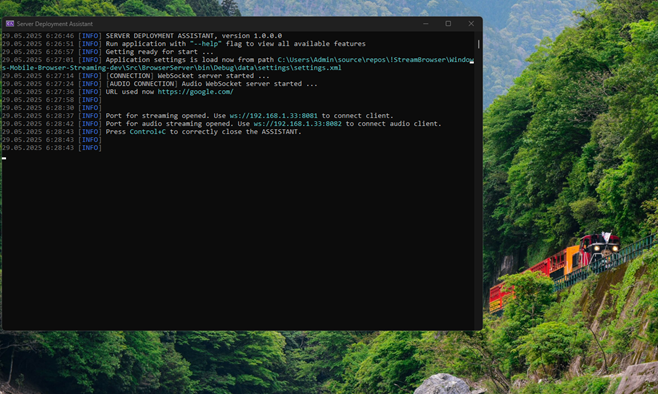 Server Deployment Assistant
29.05.2025 6:26:46 [INFO] SERVER DEPLOYMENT ASSISTANT, version 1.0.0.0
29.05.2025 6:26:51 [INFO] Run application with "--help" flag to view all available features
29.05.2025 6:26:57 [INFO] Getting ready for start ...
29.05.2025 6:27:01 [INFO] Application settings is load now from path C:\Users\Admin\source\repos\!StreamBrowser\Window
s-Mobile-Browser-Streaming-dev\Src\BrowserServer\bin\Debug\data\settings\settings.xml
29.05.2025 6:27:14 [INFO] [CONNECTION] WebSocket server started ...
29.05.2025 6:27:24 [INFO] [AUDIO CONNECTION] Audio WebSocket server started ...
29.05.2025 6:27:36 [INFO] URL used now https://google.com/
29.05.2025 6:27:58 [INFO]
29.05.2025 6:28:30 [INFO]
29.05.2025 6:28:37 [INFO] Port for streaming opened. Use ws://192.168.1.33:8081 to connect client.
29.05.2025 6:28:42 [INFO] Port for audio streaming opened. Use ws://192.168.1.33:8082 to connect audio client.
29.05.2025 6:28:43 [INFO] Press Control+C to correctly close the ASSISTANT.
29.05.2025 6:28:43 [INFO]
29.05.2025 6:28:43 [INFO]